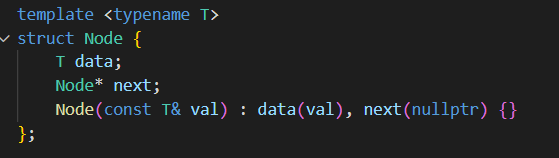 template <typename T>
struct Node {
    T data;
    Node* next;
    Node(const T& val) : data(val), next(nullptr) {}
};